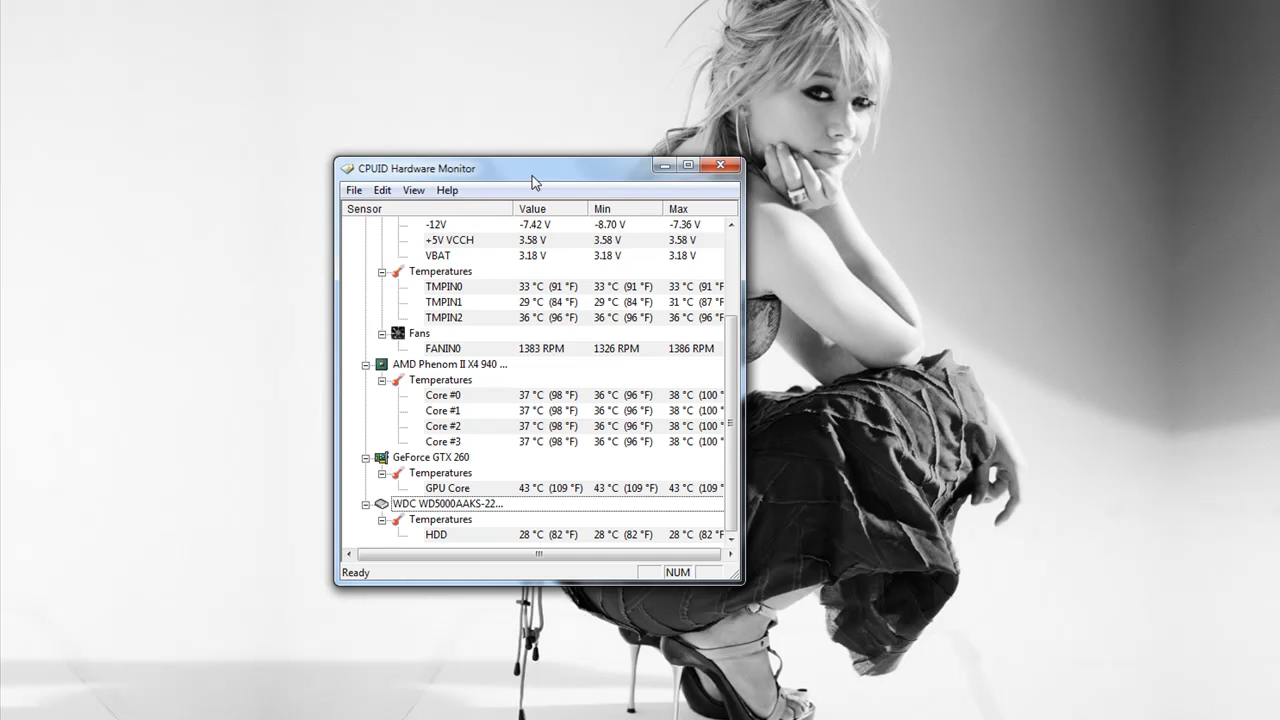 CPUID Hardware Monitor
File Edit View Help
Sensor Value Min Max
-12V -7.42 V -8.70 V -7.36 V
+5V VCCH 3.58 V 3.58 V 3.58 V
VBAT 3.18 V 3.18 V 3.18 V
Temperatures
TMPIN0 33 °C (91 °F) 33 °C (91 °F) 33 °C (91 °F
TMPIN1 29 °C (84 °F) 29 °C (84 °F) 31 °C (87 °F
TMPIN2 36 °C (96 °F) 36 °C (96 °F) 36 °C (96 °F
Fans
FANIN0 1383 RPM 1326 RPM 1386 RPM
AMD Phenom II X4 940 ...
Temperatures
Core #0 37 °C (98 °F) 36 °C (96 °F) 38 °C (100 °
Core #1 37 °C (98 °F) 36 °C (96 °F) 38 °C (100 °
Core #2 37 °C (98 °F) 36 °C (96 °F) 38 °C (100 °
Core #3 37 °C (98 °F) 36 °C (96 °F) 38 °C (100 °
GeForce GTX 260
Temperatures
GPU Core 43 °C (109 °F) 43 °C (109 °F) 43 °C (109 °
WDC WD5000AAKS-22...
Temperatures
HDD 28 °C (82 °F) 28 °C (82 °F) 28 °C (82 °F
Ready NUM